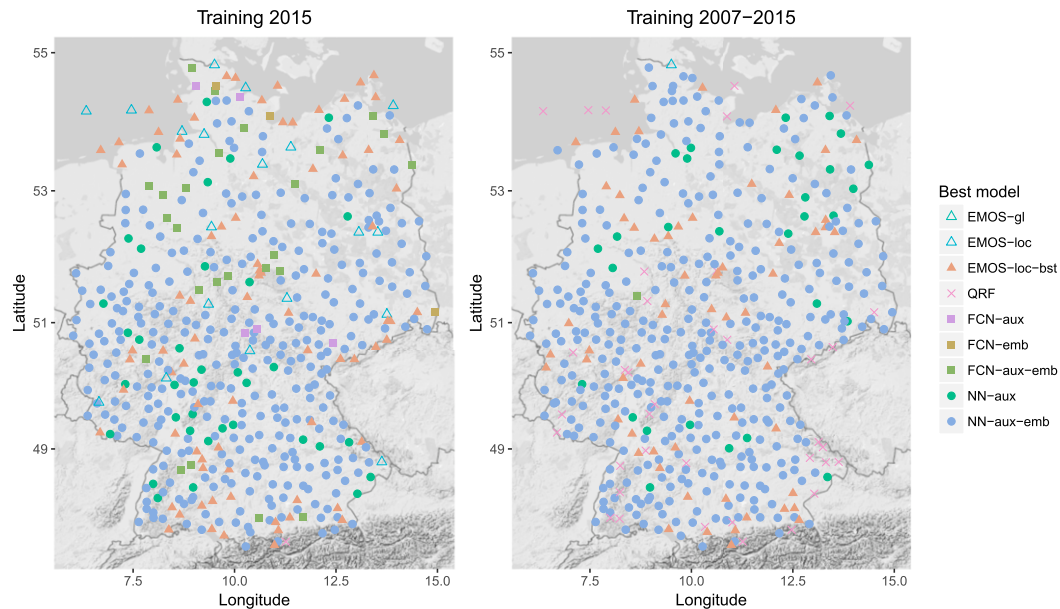 Training 2015
Training 2007−2015
55
53
51
49
Latitude
7.5
10.0
12.5
15.0
Longitude
55
53
51
49
Latitude
7.5
10.0
12.5
15.0
Longitude
Best model
EMOS−gl
EMOS−loc
EMOS−loc−bst
QRF
FCN−aux
FCN−emb
FCN−aux−emb
NN−aux
NN−aux−emb